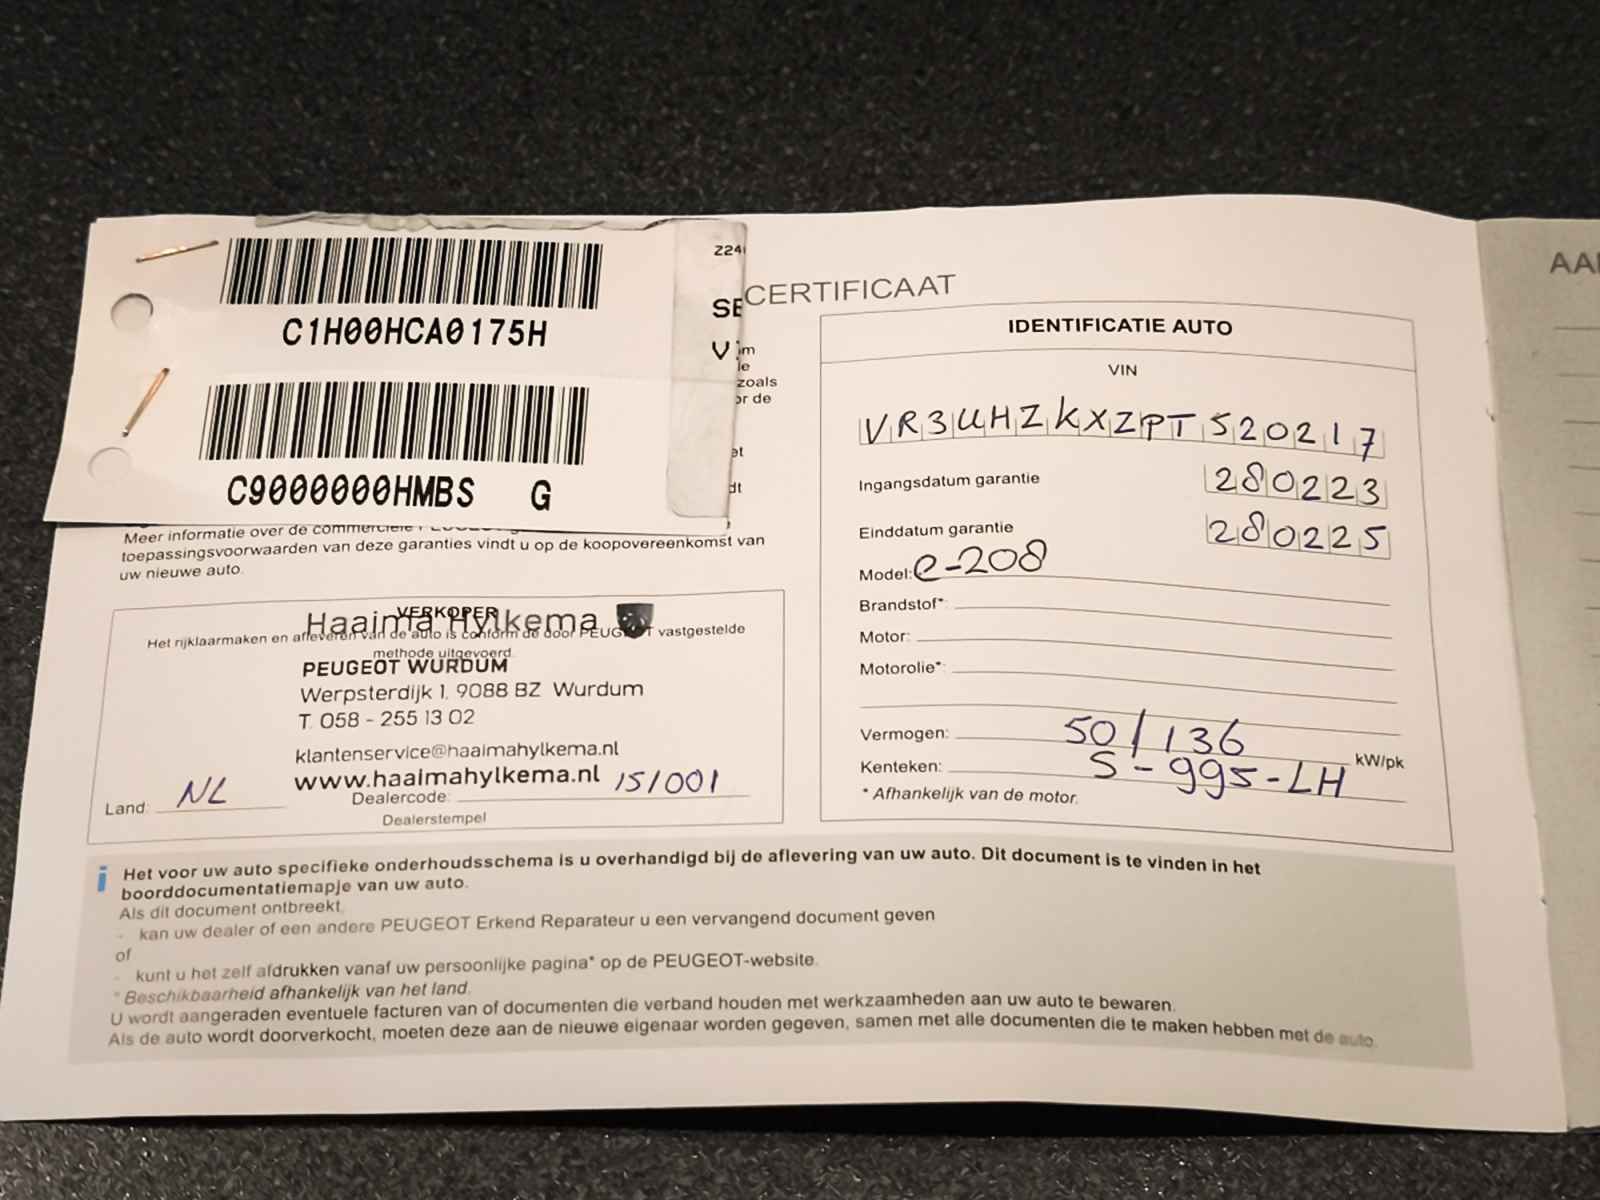 C1H00HCA0175H
C9000000HMBS G
Z24
SE
V
CERTIFICAAT
zoals
or de
et
dt
Meer informatie over de commerciële
toepassingsvoorwaarden van deze garanties vindt u op de koopovereenkomst van
uw nieuwe auto.
VERKOPER
Haaima Hylkema
Het rijklaarmaken en afleveren van de auto is conform de door PEUGEOT vastgestelde
methode uitgevoerd.
PEUGEOT WURDUM
Werpsterdijk 1, 9088 BZ Wurdum
T. 058 - 255 13 02
klantenservice@haaimahylkema.nl
www.haaimahylkema.nl
Land: NL
Dealercode: 15/001
Dealerstempel
IDENTIFICATIE AUTO
VIN
VR3UHZKXZPT520217
Ingangsdatum garantie 280223
Einddatum garantie 280225
Model: e-208
Brandstof*:
Motor:
Motorolie*:
Vermogen: 50/136 kW/pk
Kenteken: S-995-LH
* Afhankelijk van de motor.
i Het voor uw auto specifieke onderhoudsschema is u overhandigd bij de aflevering van uw auto. Dit document is te vinden in het
boorddocumentatiemapje van uw auto.
Als dit document ontbreekt,
- kan uw dealer of een andere PEUGEOT Erkend Reparateur u een vervangend document geven
of
- kunt u het zelf afdrukken vanaf uw persoonlijke pagina* op de PEUGEOT-website.
* Beschikbaarheid afhankelijk van het land.
U wordt aangeraden eventuele facturen van of documenten die verband houden met werkzaamheden aan uw auto te bewaren.
Als de auto wordt doorverkocht, moeten deze aan de nieuwe eigenaar worden gegeven, samen met alle documenten die te maken hebben met de auto.
AA